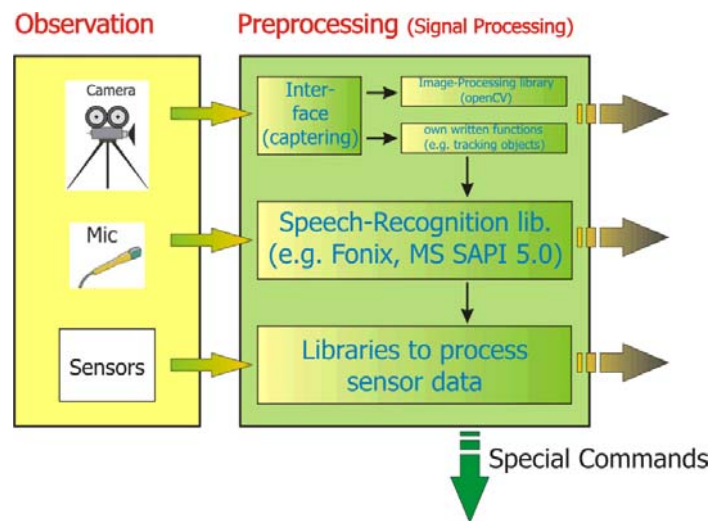 Observation
Preprocessing (Signal Processing)
Camera
Inter-
face
(captering)
Image-Processing library
(openCV)
own written functions
(e.g. tracking objects)
Mic
Speech-Recognition lib.
(e.g. Fonix, MS SAPI 5.0)
Sensors
Libraries to process
sensor data
Special Commands